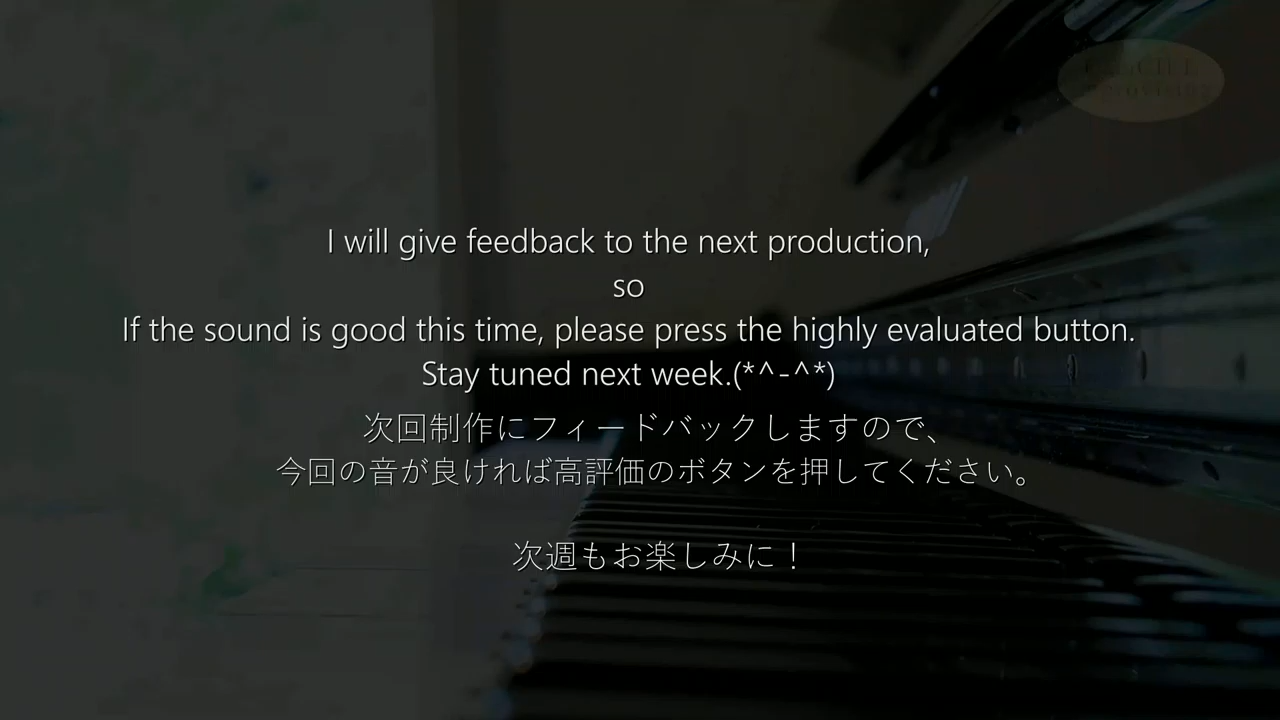 I will give feedback to the next production,
so
If the sound is good this time, please press the highly evaluated button.
Stay tuned next week.(*^-^*)
次回制作にフィードバックしますので、
今回の音が良ければ高評価のボタンを押してください。
次週もお楽しみに！